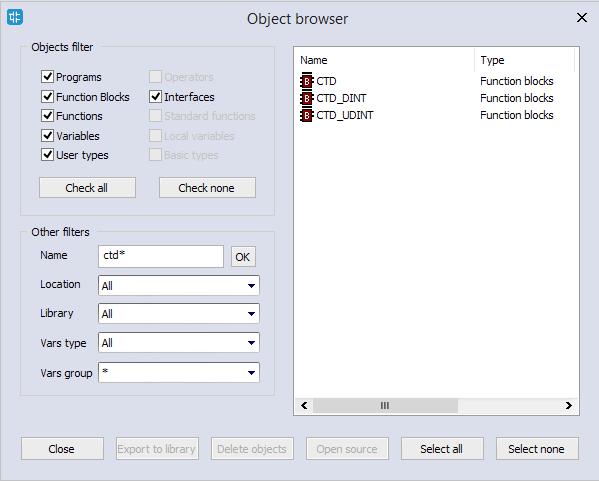 Object browser
Objects filter
Programs
Operators
Function Blocks
Interfaces
Functions
Standard functions
Variables
Local variables
User types
Basic types
Check all
Check none
Other filters
Name
ctd*
OK
Location
All
Library
All
Vars type
All
Vars group
*
Name Type
B CTD Function blocks
B CTD_DINT Function blocks
B CTD_UDINT Function blocks
Close
Export to library
Delete objects
Open source
Select all
Select none